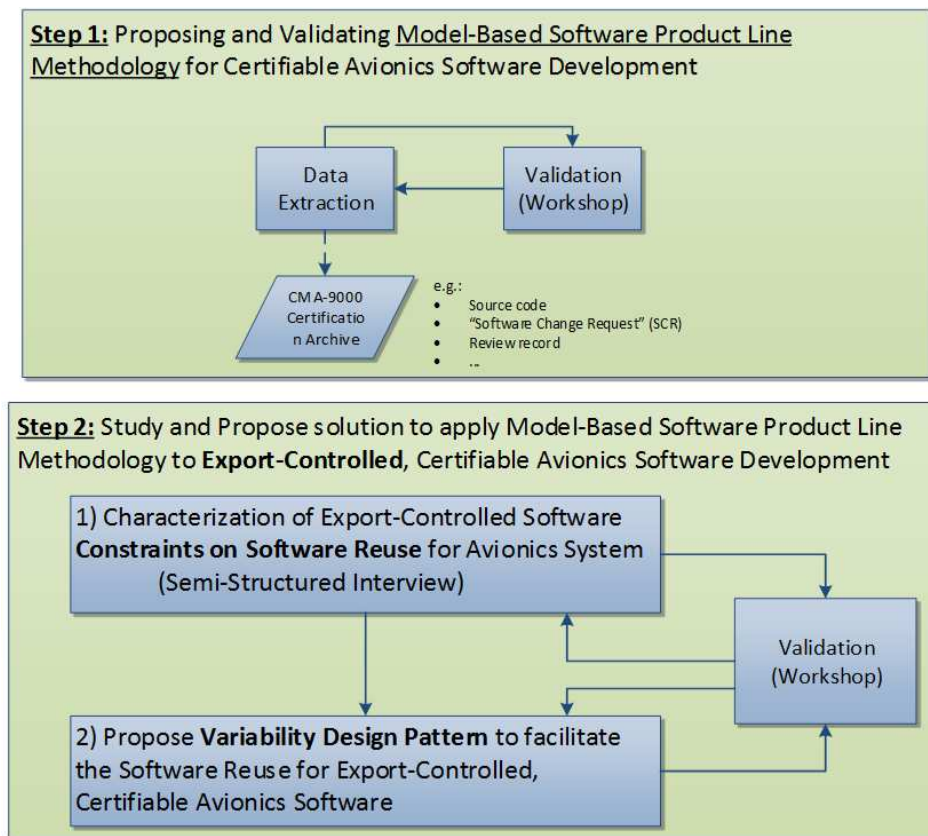 Step 1: Proposing and Validating Model-Based Software Product Line
Methodology for Certifiable Avionics Software Development
Data
Extraction
Validation
(Workshop)
CMA-9000
Certificatio
n Archive
e.g.:
• Source code
• “Software Change Request” (SCR)
• Review record
• ...
Step 2: Study and Propose solution to apply Model-Based Software Product Line
Methodology to Export-Controlled, Certifiable Avionics Software Development
1) Characterization of Export-Controlled Software
Constraints on Software Reuse for Avionics System
(Semi-Structured Interview)
Validation
(Workshop)
2) Propose Variability Design Pattern to facilitate
the Software Reuse for Export-Controlled,
Certifiable Avionics Software